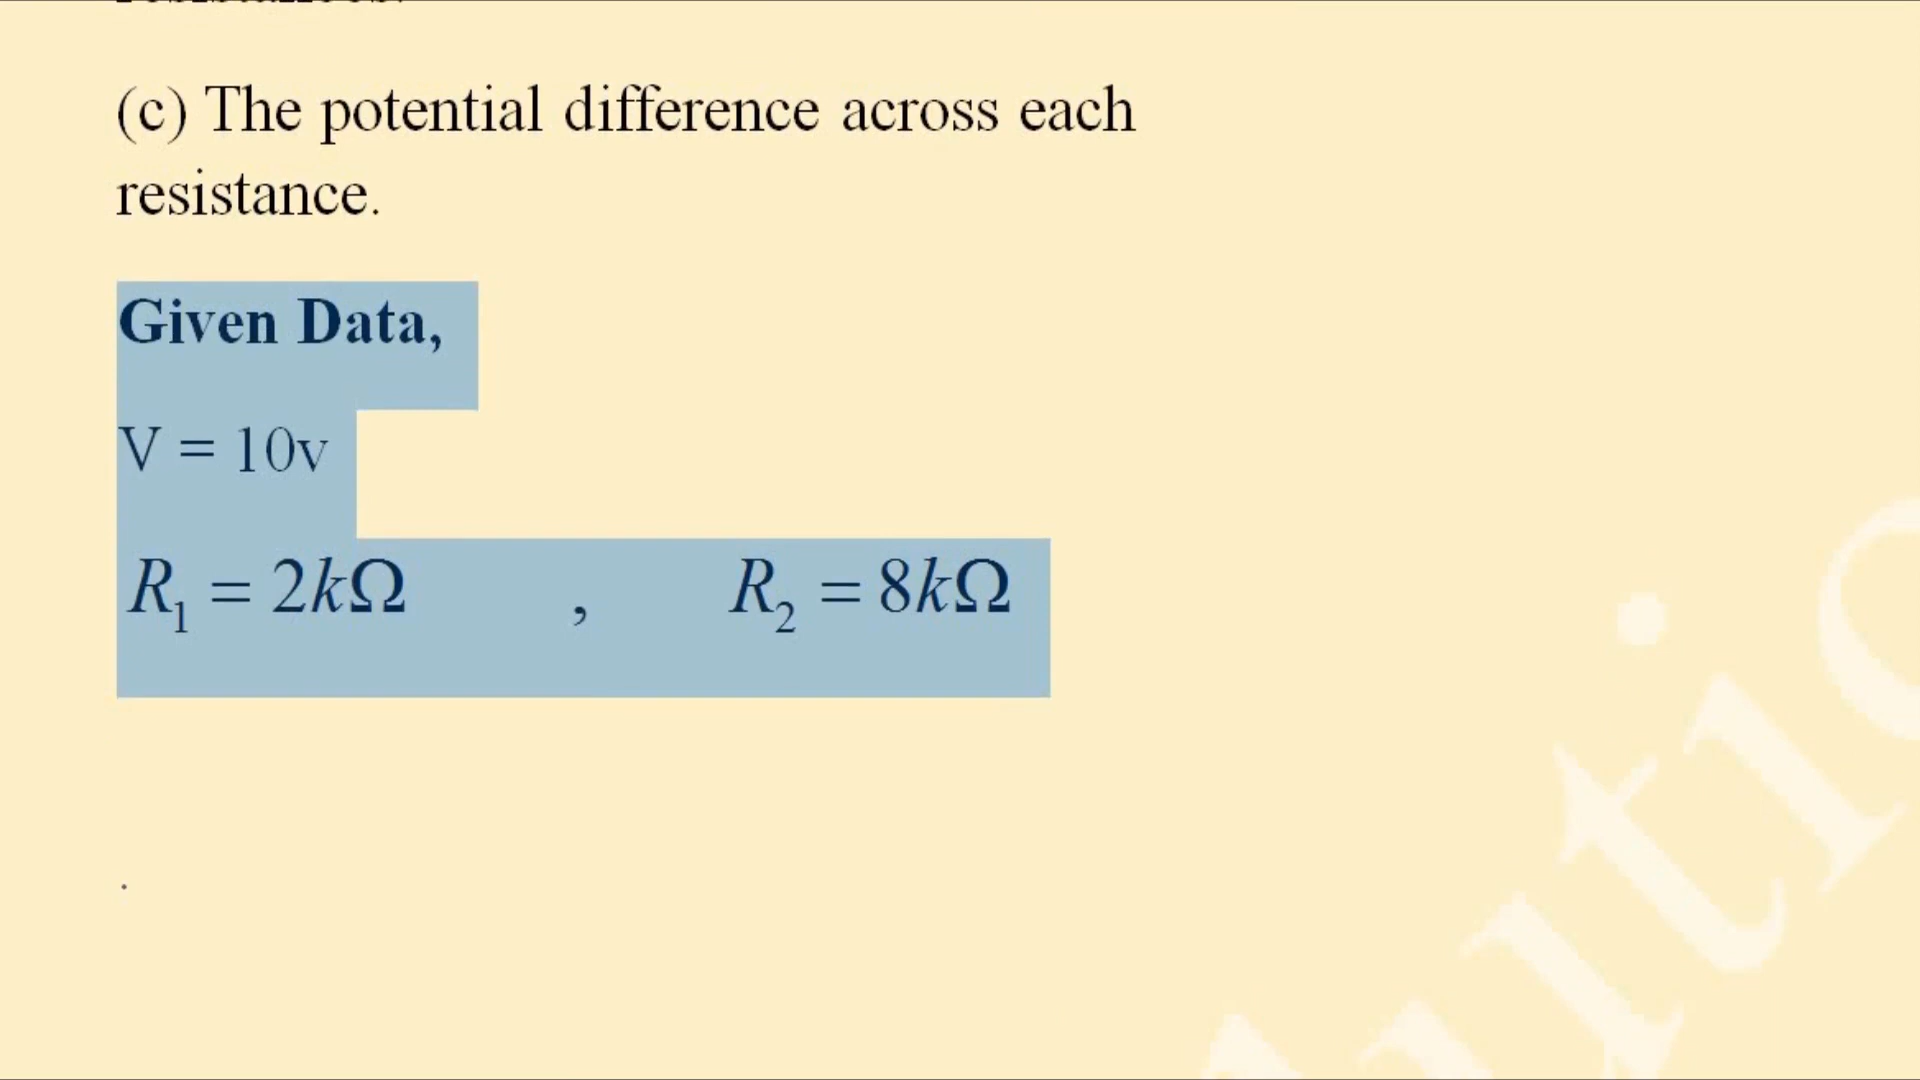 (c) The potential difference across each
resistance.
Given Data,
V = 10v
R₁ = 2kΩ , R₂ = 8kΩ
.